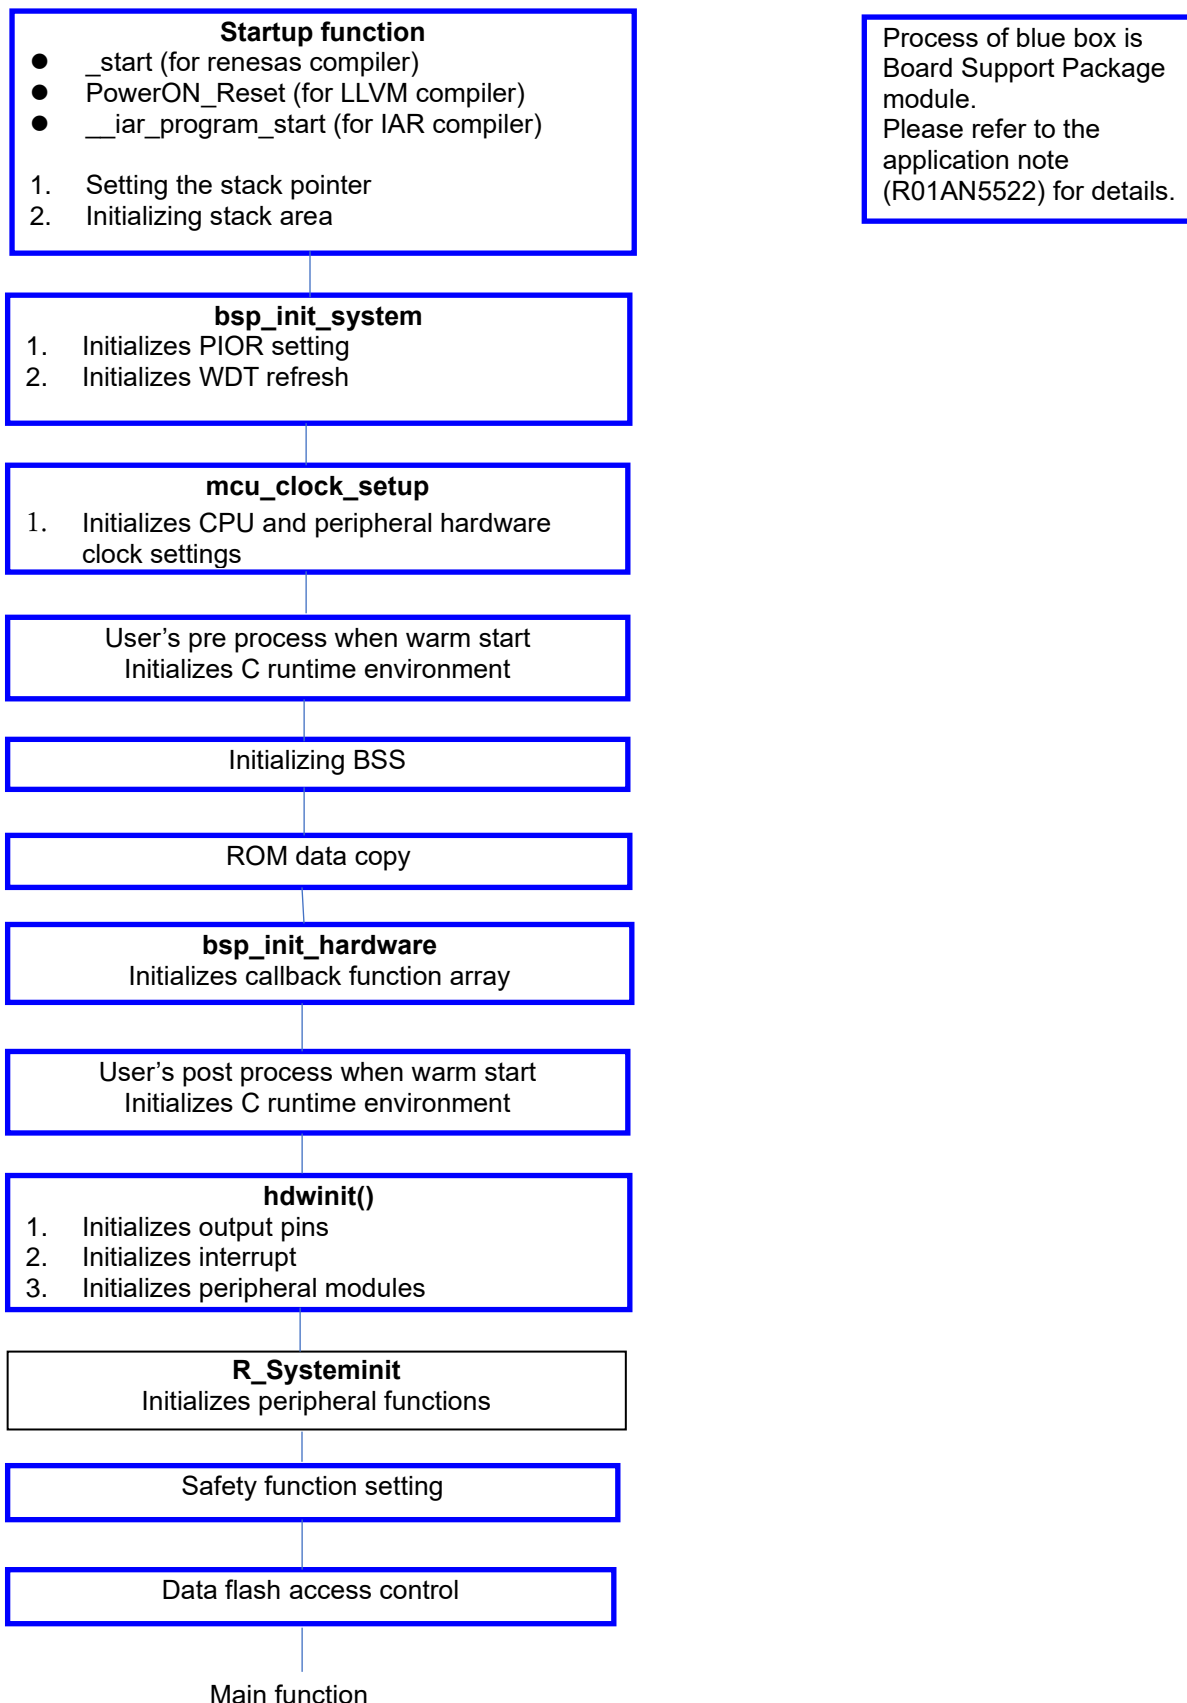 Startup function
● _start (for renesas compiler)
● PowerON_Reset (for LLVM compiler)
● __iar_program_start (for IAR compiler)
1. Setting the stack pointer
2. Initializing stack area
Process of blue box is
Board Support Package
module.
Please refer to the
application note
(R01AN5522) for details.
bsp_init_system
1. Initializes PIOR setting
2. Initializes WDT refresh
mcu_clock_setup
1. Initializes CPU and peripheral hardware
clock settings
User’s pre process when warm start
Initializes C runtime environment
Initializing BSS
ROM data copy
bsp_init_hardware
Initializes callback function array
User’s post process when warm start
Initializes C runtime environment
hdwinit()
1. Initializes output pins
2. Initializes interrupt
3. Initializes peripheral modules
R_Systeminit
Initializes peripheral functions
Safety function setting
Data flash access control
Main function